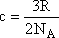 c = 3R / 2N_A